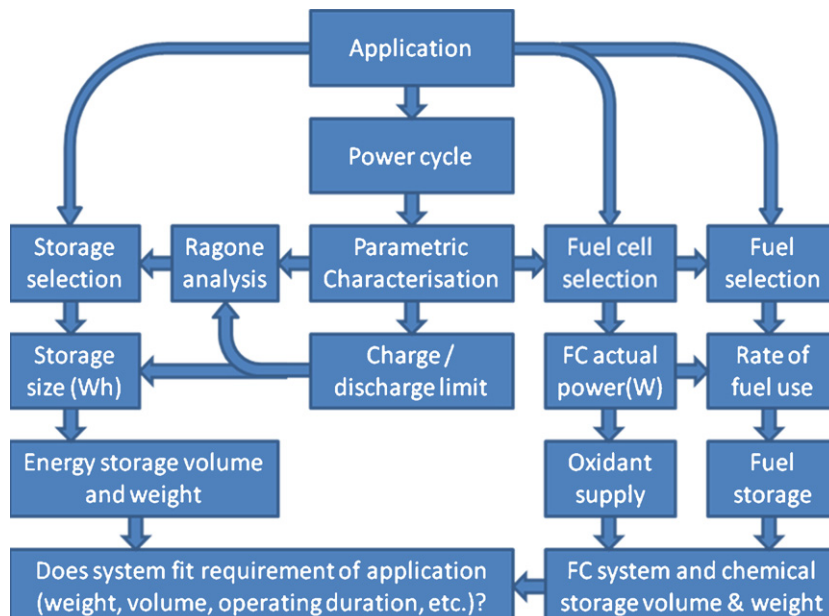 Application
Power cycle
Storage
selection
Ragone
analysis
Parametric
Characterisation
Fuel cell
selection
Fuel
selection
Storage
size (Wh)
Charge /
discharge limit
FC actual
power(W)
Rate of
fuel use
Energy storage volume
and weight
Oxidant
supply
Fuel
storage
Does system fit requirement of application
(weight, volume, operating duration, etc.)?
FC system and chemical
storage volume & weight